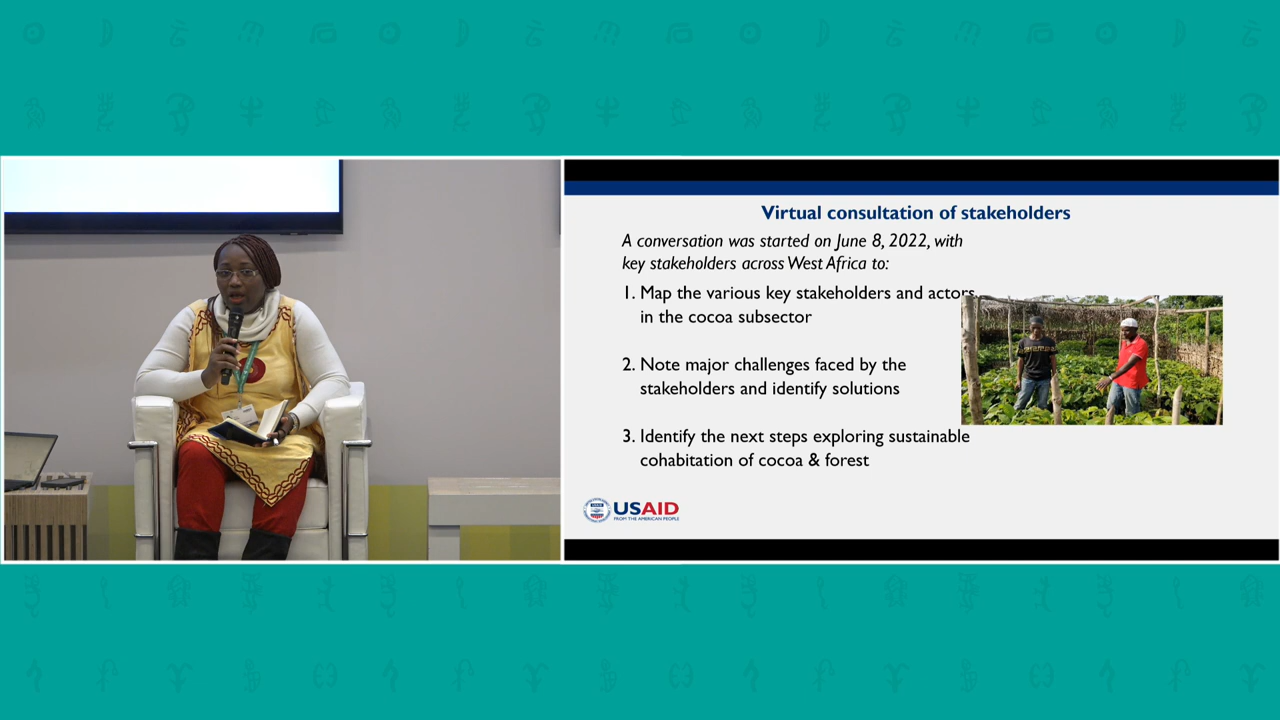 Virtual consultation of stakeholders
A conversation was started on June 8, 2022, with
key stakeholders across West Africa to:
1. Map the various key stakeholders and actors
in the cocoa subsector
2. Note major challenges faced by the
stakeholders and identify solutions
3. Identify the next steps exploring sustainable
cohabitation of cocoa & forest
USAID
FROM THE AMERICAN PEOPLE